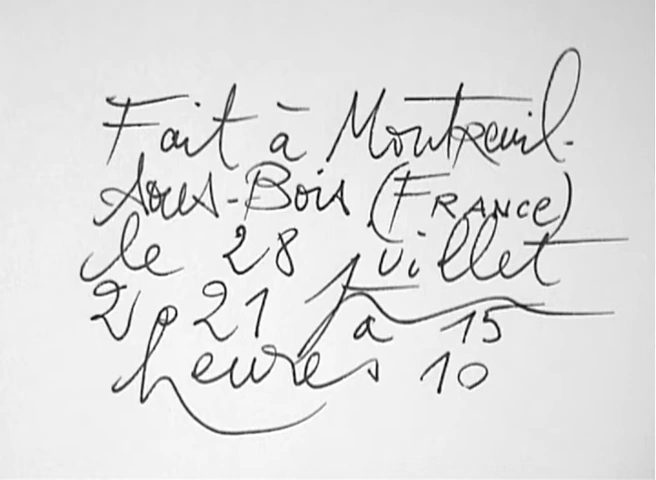 Fait à Montreuil-
sous-Bois (FRANCE)
le 28 juillet
2021 à 15
heures 10